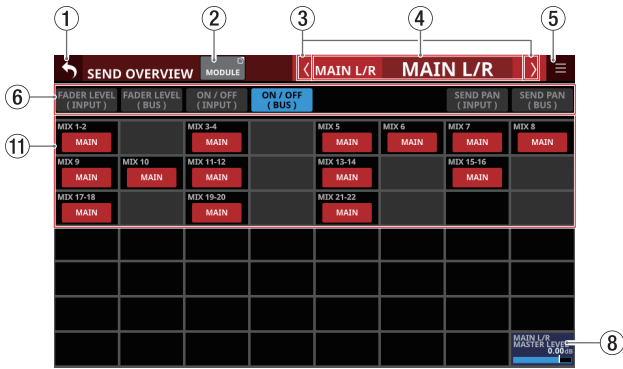 ① ② ③ ④ ⑤
SEND OVERVIEW MODULE MAIN L/R MAIN L/R
⑥ FADER LEVEL FADER LEVEL ON / OFF ON / OFF SEND PAN SEND PAN
( INPUT ) ( BUS ) ( INPUT ) ( BUS ) ( INPUT ) ( BUS )
⑪ MIX 1-2 MIX 3-4 MIX 5 MIX 6 MIX 7 MIX 8
MAIN MAIN MAIN MAIN MAIN MAIN
MIX 9 MIX 10 MIX 11-12 MIX 13-14 MIX 15-16
MAIN MAIN MAIN MAIN MAIN
MIX 17-18 MIX 19-20 MIX 21-22
MAIN MAIN MAIN
MAIN L/R
MASTER LEVEL ⑧
0.00dB